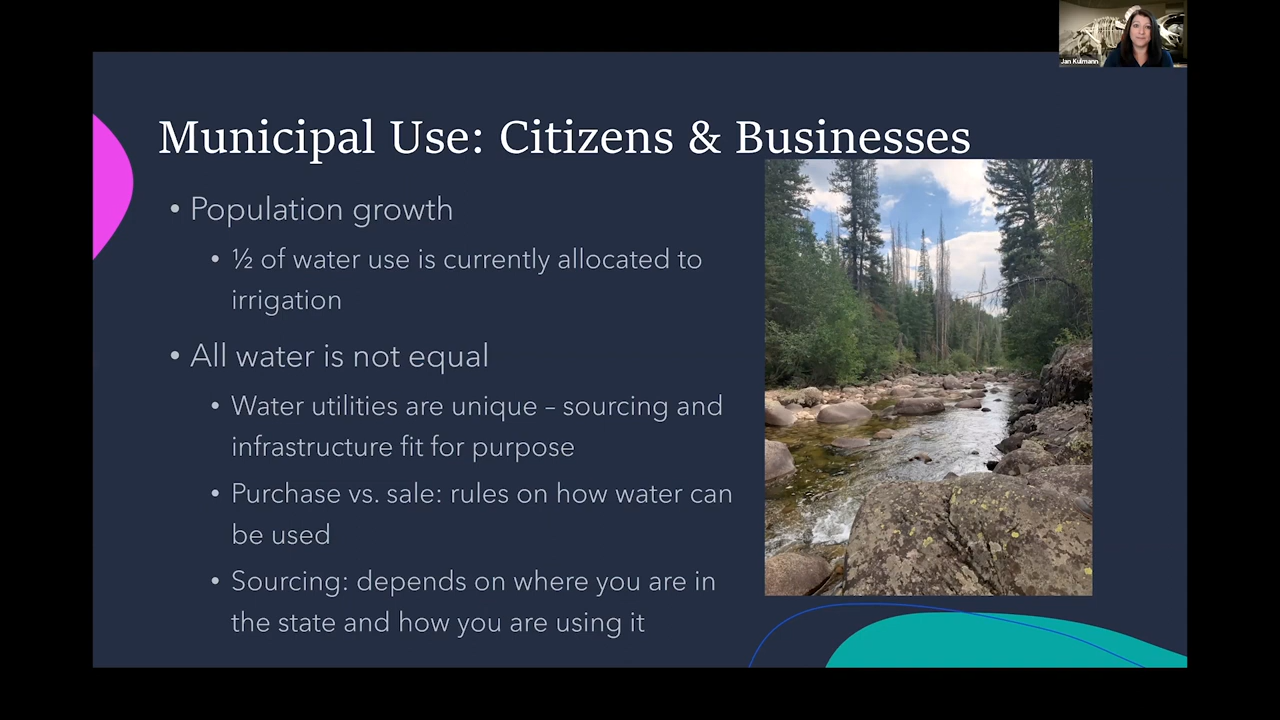 Jan Kulmann
Municipal Use: Citizens & Businesses
• Population growth
• ½ of water use is currently allocated to
irrigation
• All water is not equal
• Water utilities are unique – sourcing and
infrastructure fit for purpose
• Purchase vs. sale: rules on how water can
be used
• Sourcing: depends on where you are in
the state and how you are using it